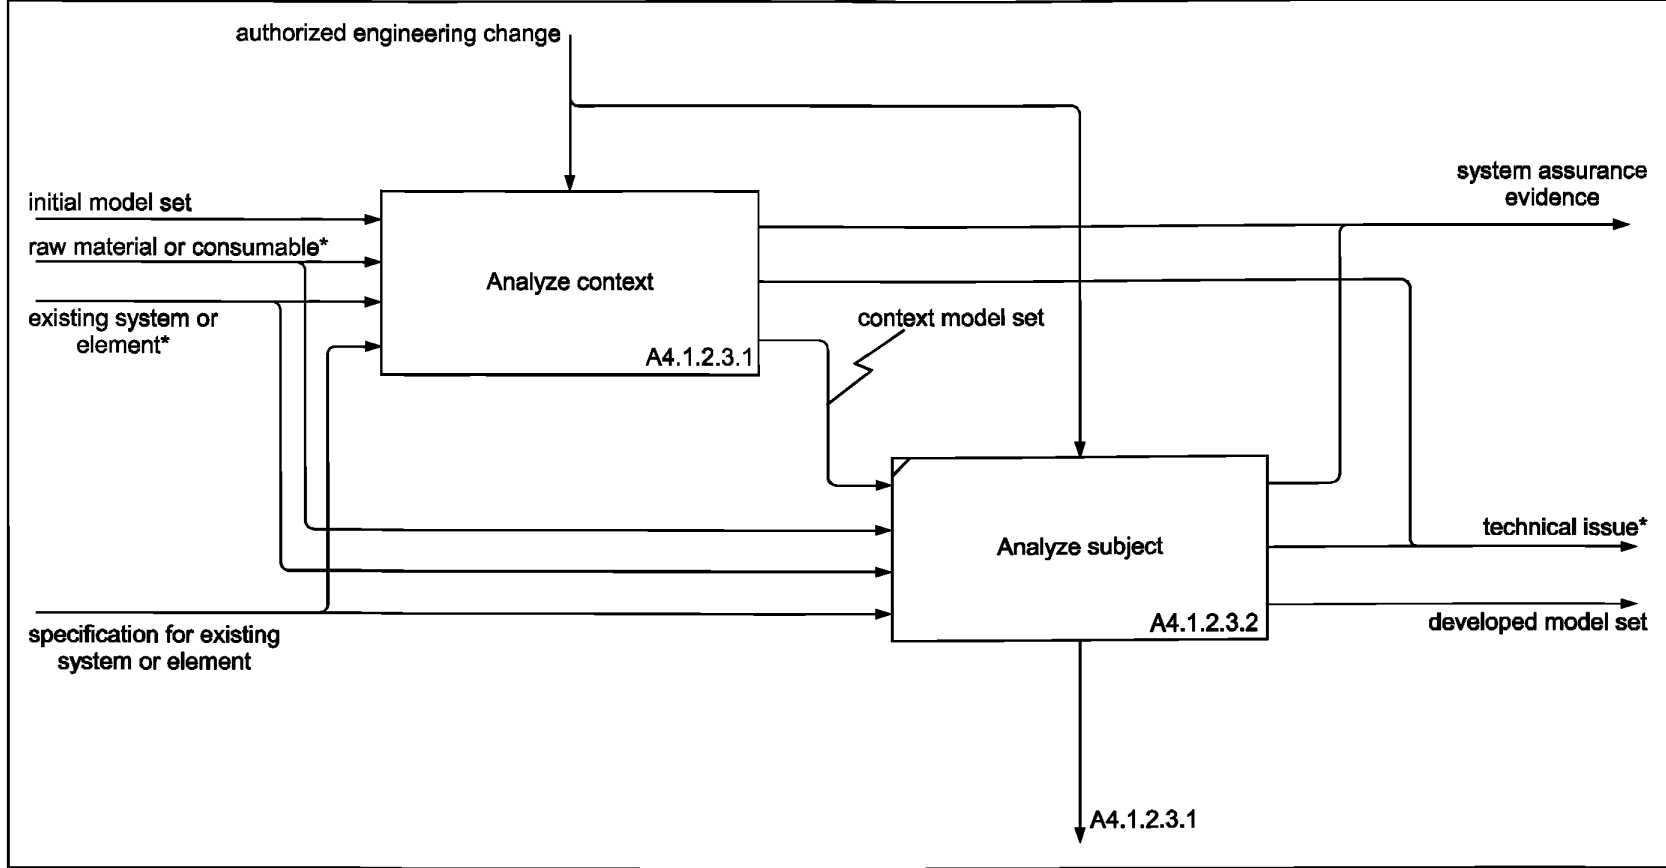 authorized engineering change
system assurance
evidence
initial model set
raw material or consumable*
Analyze context
existing system or
element*
context model set
A4.1.2.3.1
technical issue*
Analyze subject
A4.1.2.3.2
developed model set
specification for existing
system or element
A4.1.2.3.1